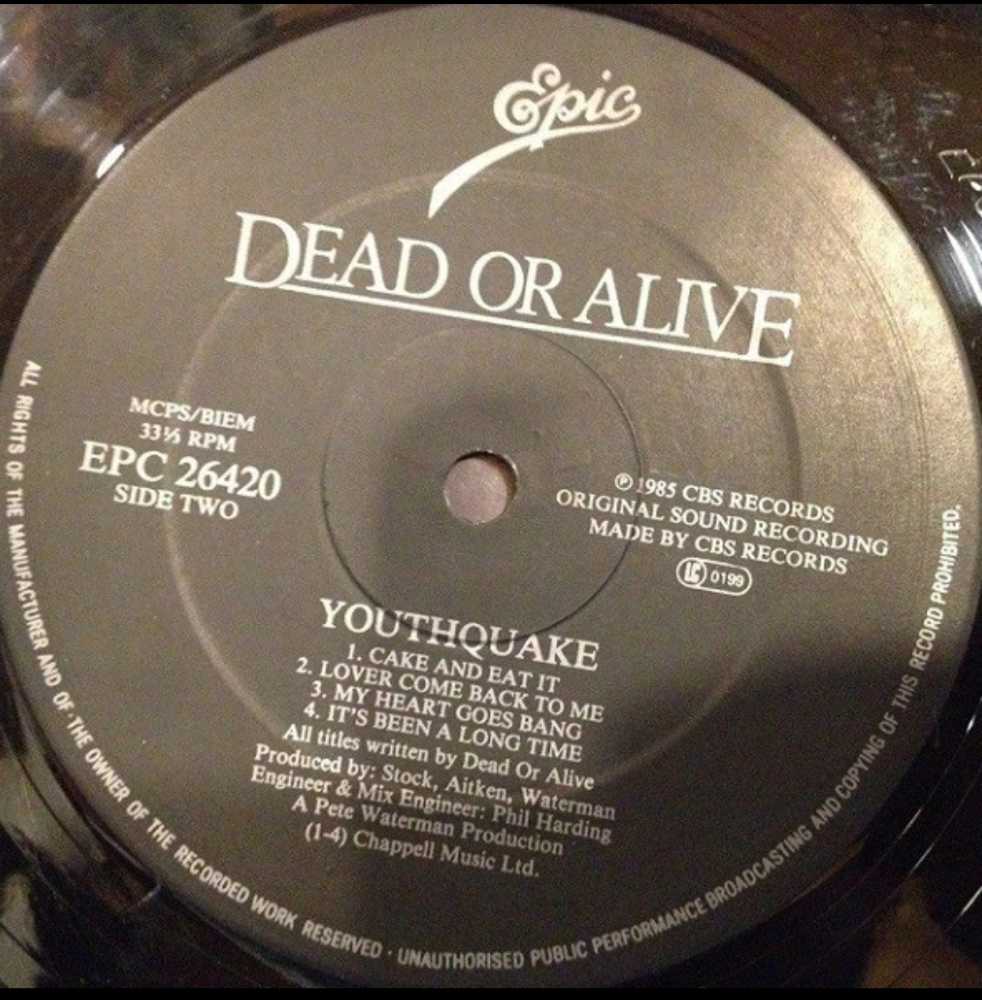 Epic
DEAD OR ALIVE
MCPS/BIEM
33⅓ RPM
EPC 26420
SIDE TWO
℗ 1985 CBS RECORDS
ORIGINAL SOUND RECORDING
MADE BY CBS RECORDS
LC 0199
YOUTHQUAKE
1. CAKE AND EAT IT
2. LOVER COME BACK TO ME
3. MY HEART GOES BANG
4. IT'S BEEN A LONG TIME
All titles written by Dead Or Alive
Produced by: Stock, Aitken, Waterman
Engineer & Mix Engineer: Phil Harding
A Pete Waterman Production
(1-4) Chappell Music Ltd.
ALL RIGHTS OF THE MANUFACTURER AND OF THE OWNER OF THE RECORDED WORK RESERVED · UNAUTHORISED PUBLIC PERFORMANCE BROADCASTING AND COPYING OF THIS RECORD PROHIBITED.